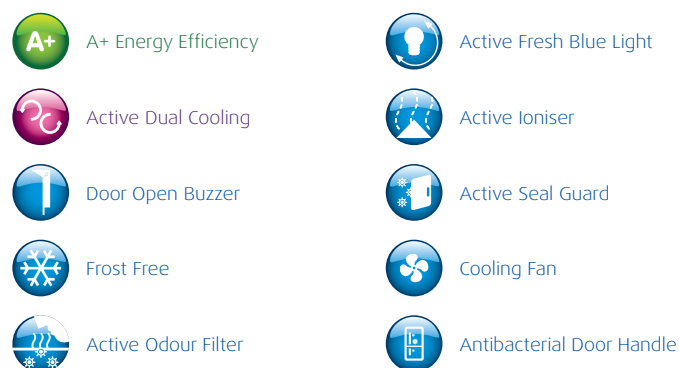 A+ A+ Energy Efficiency
Active Dual Cooling
Door Open Buzzer
Frost Free
Active Odour Filter
Active Fresh Blue Light
Active Ioniser
Active Seal Guard
Cooling Fan
Antibacterial Door Handle